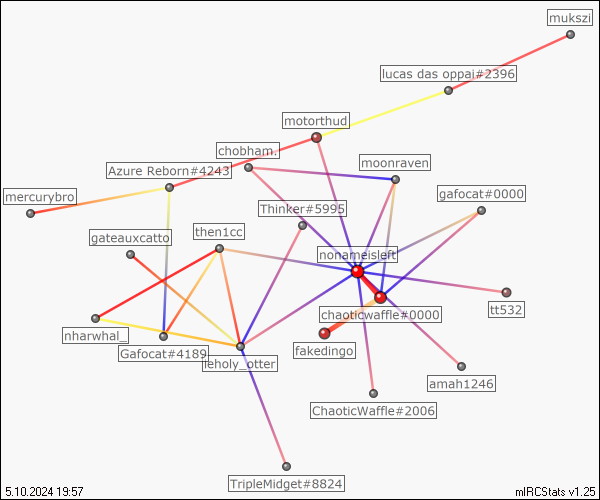 mukszi
lucas das oppai#2396
motorthud
chobham.
moonraven
Azure Reborn#4243
mercurybro
gafocat#0000
Thinker#5995
then1cc
gateauxcatto
nonameisleft
tt532
chaoticwaffle#0000
nharwhal_
Gafocat#4189
leholy_otter
fakedingo
amah1246
ChaoticWaffle#2006
TripleMidget#8824
5.10.2024 19:57
mIRCStats v1.25